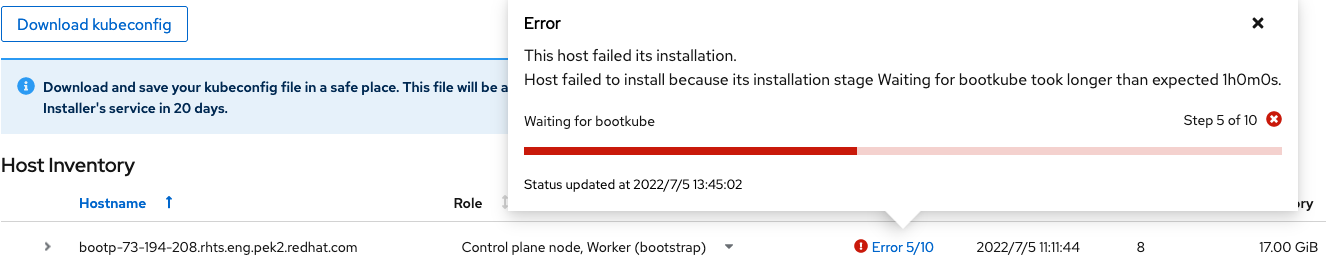 Download kubeconfig
Error
This host failed its installation.
Host failed to install because its installation stage Waiting for bootkube took longer than expected 1h0m0s.
Waiting for bootkube
Step 5 of 10
Status updated at 2022/7/5 13:45:02
Download and save your kubeconfig file in a safe place. This file will be a
Installer's service in 20 days.
Host Inventory
Hostname
Role
ory
bootp-73-194-208.rhts.eng.pek2.redhat.com
Control plane node, Worker (bootstrap)
Error 5/10
2022/7/5 11:11:44
8
17.00 GiB